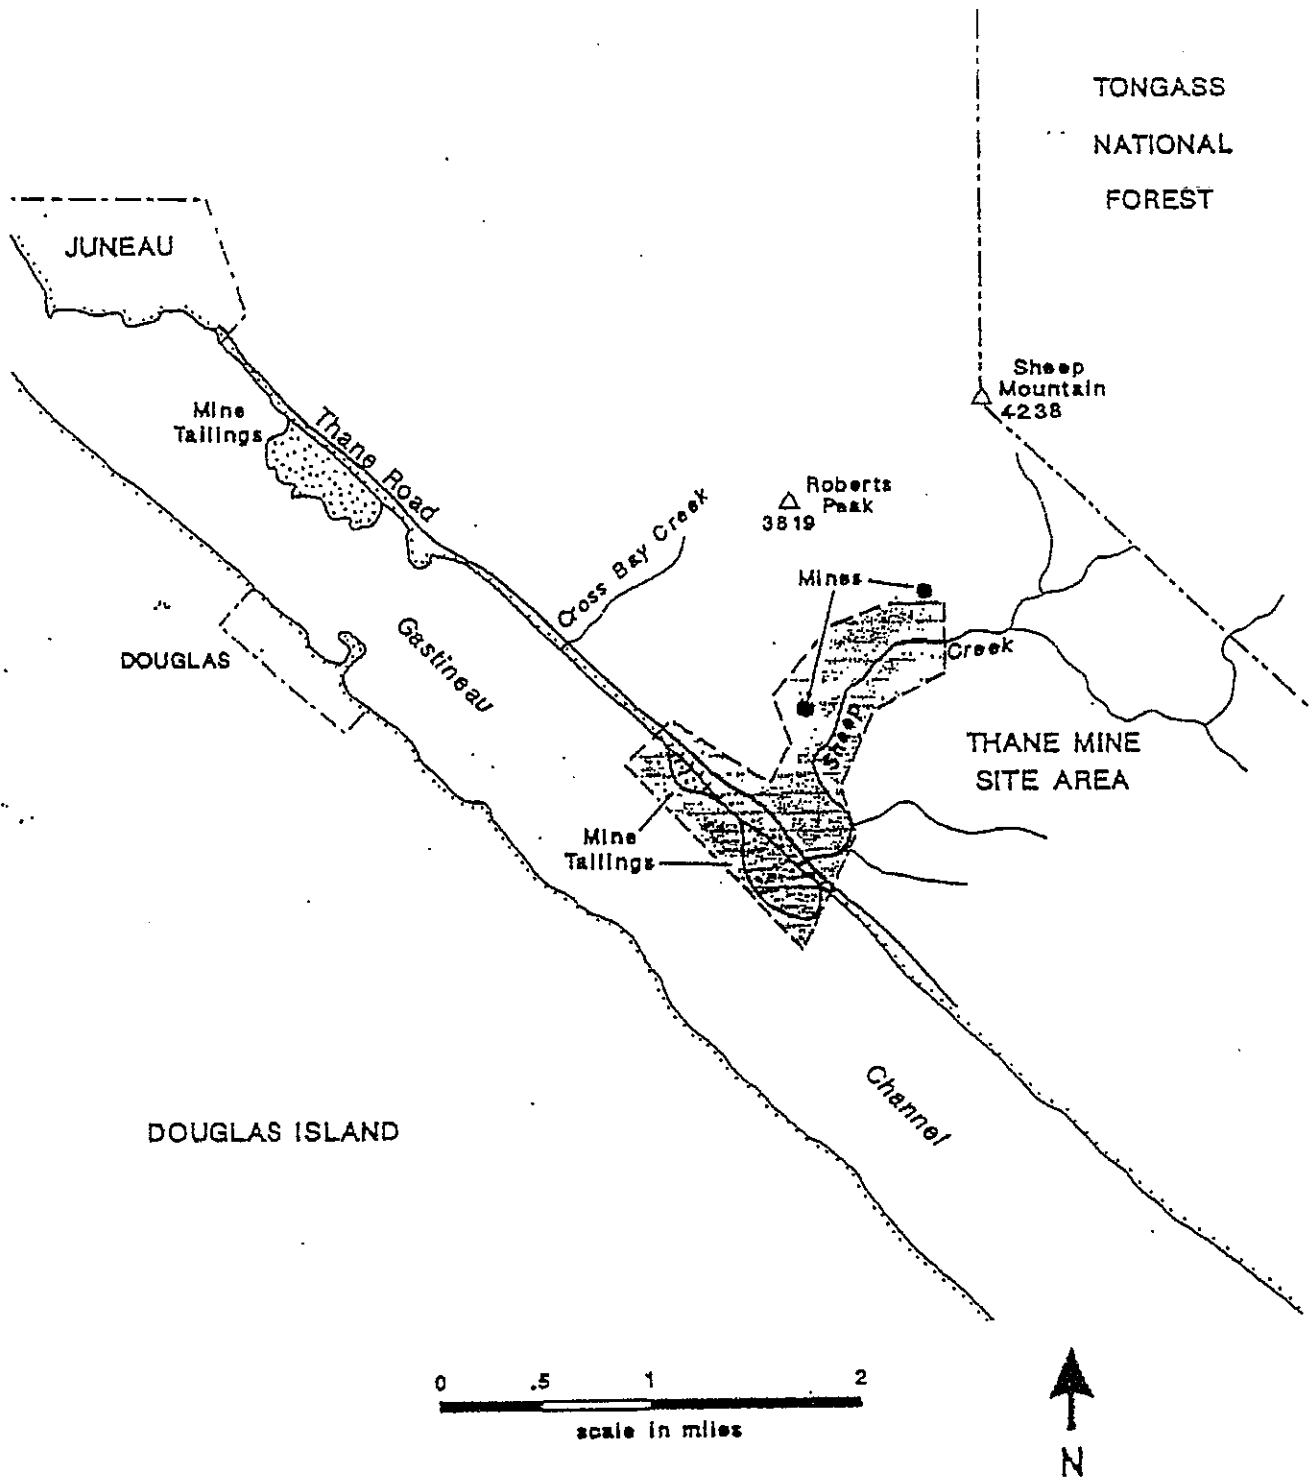 TONGASS
NATIONAL
FOREST
JUNEAU
Sheep
Mountain
4238
Mine
Tailings
Thane Road
Roberts
Peak
3819
Cross Bay Creek
Mines
Gastineau
DOUGLAS
Creek
Sheep
THANE MINE
SITE AREA
Mine
Tailings
Channel
DOUGLAS ISLAND
0 .5 1 2
scale in miles
N